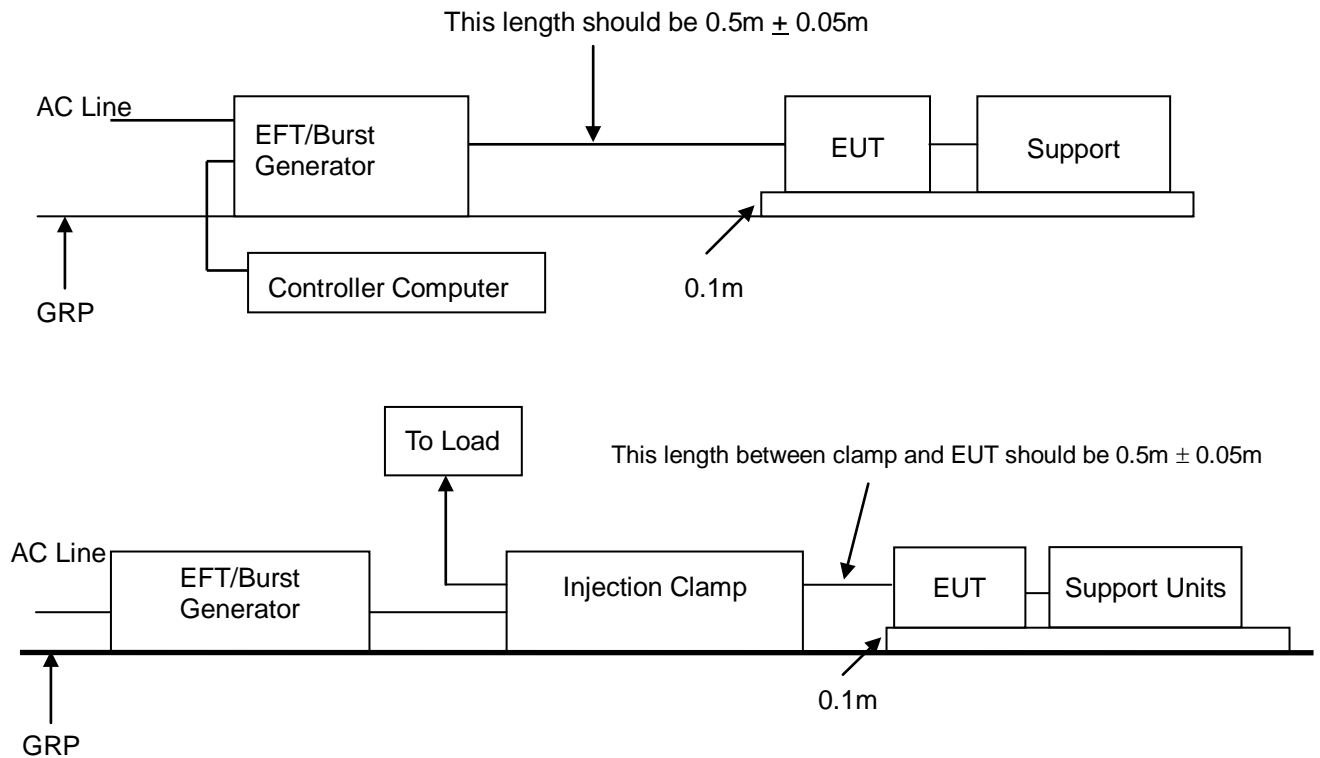 This length should be 0.5m ± 0.05m
AC Line
EFT/Burst
Generator
EUT
Support
Controller Computer
0.1m
GRP
To Load
This length between clamp and EUT should be 0.5m ± 0.05m
AC Line
EFT/Burst
Generator
Injection Clamp
EUT
Support Units
0.1m
GRP